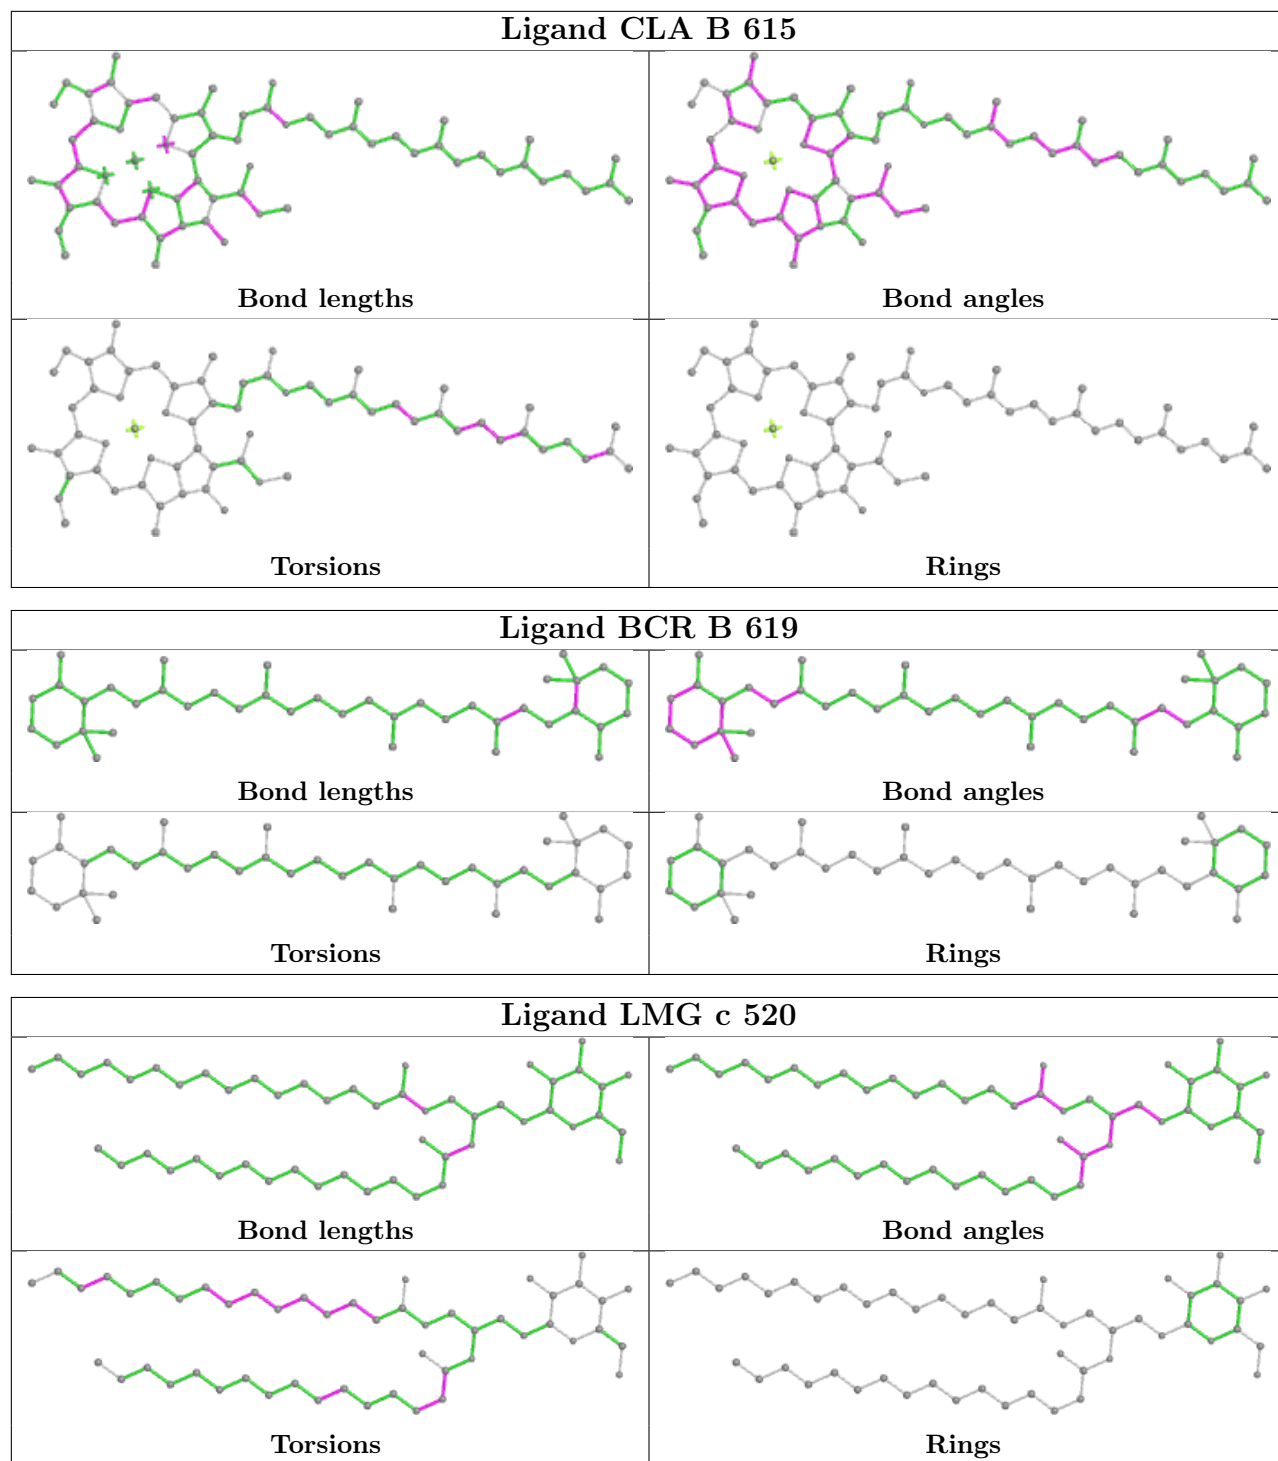 Ligand CLA B 615
Bond lengths
Bond angles
Torsions
Rings
Ligand BCR B 619
Bond lengths
Bond angles
Torsions
Rings
Ligand LMG c 520
Bond lengths
Bond angles
Torsions
Rings